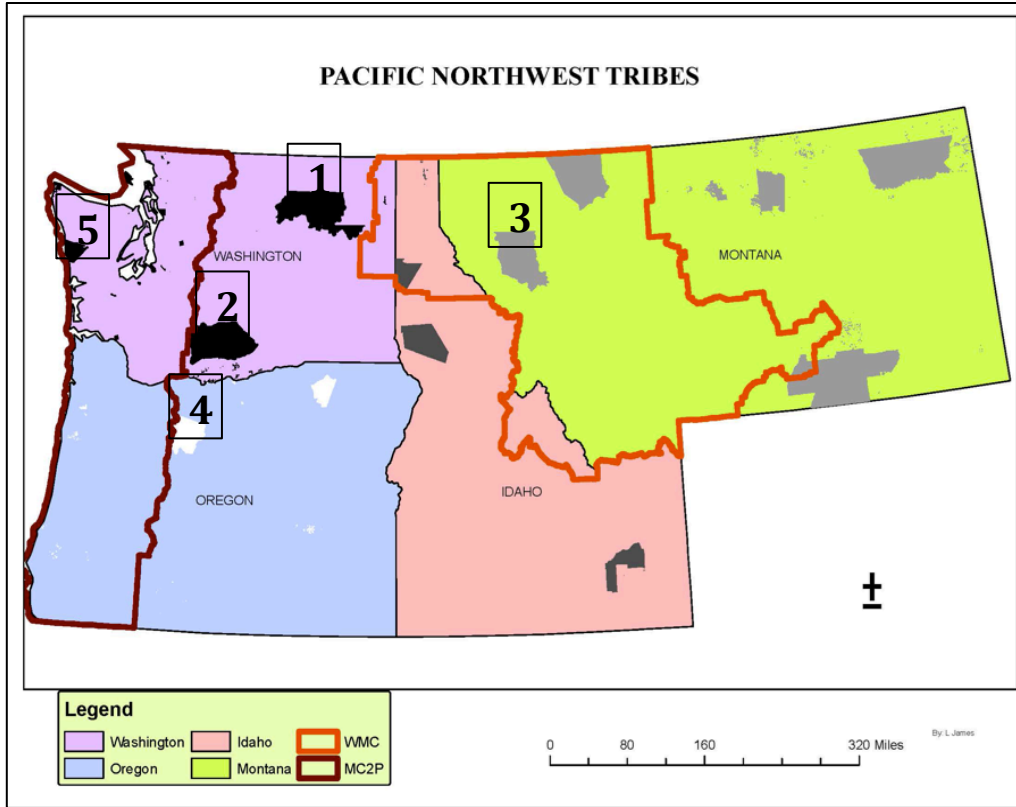 PACIFIC NORTHWEST TRIBES
1
3
5
WASHINGTON
MONTANA
2
4
IDAHO
OREGON
Legend
Washington Idaho WMC
Oregon Montana MC2P
0 80 160 320 Miles
By: L James